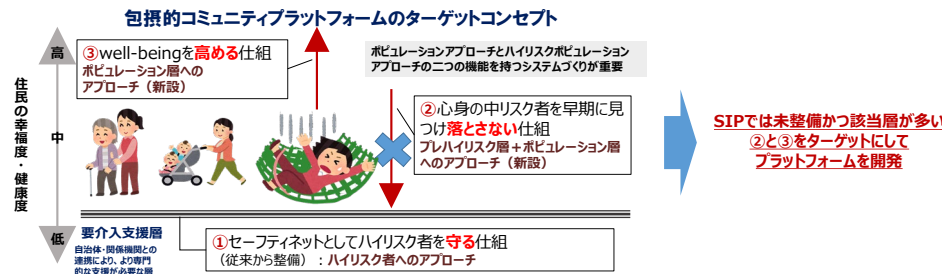 包摂的コミュニティプラットフォームのターゲットコンセプト
住民の幸福度・健康度
高
中
低
③well-beingを高める仕組
ポピュレーション層への
アプローチ（新設）
ポピュレーションアプローチとハイリスクポピュレーション
アプローチの二つの機能を持つシステムづくりが重要
②心身の中リスク者を早期に見
つけ落とさない仕組
プレハイリスク層＋ポピュレーション層
へのアプローチ（新設）
要介入支援層
自治体・関係機関との
連携により、より専門
的な支援が必要な層
①セーフティネットとしてハイリスク者を守る仕組
（従来から整備）：ハイリスク者へのアプローチ
SIPでは未整備かつ該当層が多い
②と③をターゲットにして
プラットフォームを開発